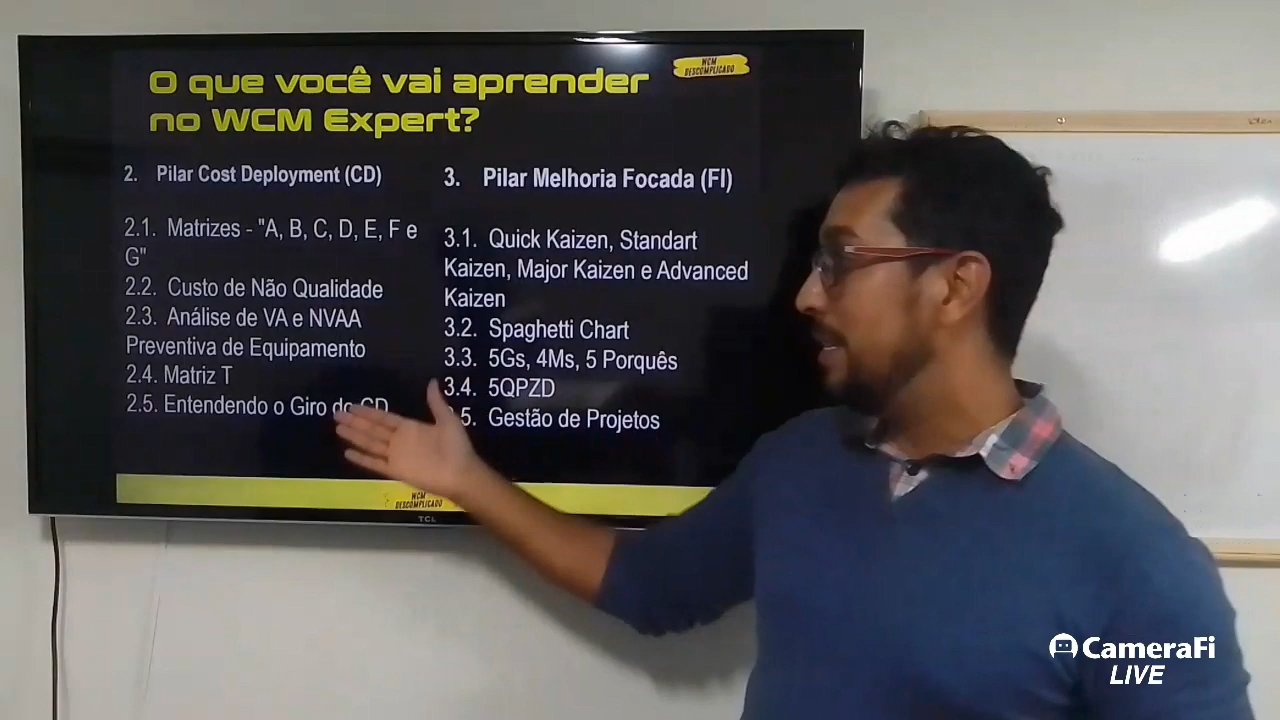 O que você vai aprender
no WCM Expert?
WCM
DESCOMPLICADO
2. Pilar Cost Deployment (CD)
2.1. Matrizes - "A, B, C, D, E, F e
G"
2.2. Custo de Não Qualidade
2.3. Análise de VA e NVAA
Preventiva de Equipamento
2.4. Matriz T
2.5. Entendendo o Giro do CD
3. Pilar Melhoria Focada (FI)
3.1. Quick Kaizen, Standart
Kaizen, Major Kaizen e Advanced
Kaizen
3.2. Spaghetti Chart
3.3. 5Gs, 4Ms, 5 Porquês
3.4. 5QPZD
.5. Gestão de Projetos
WCM
DESCOMPLICADO
TCL
CameraFi
LIVE